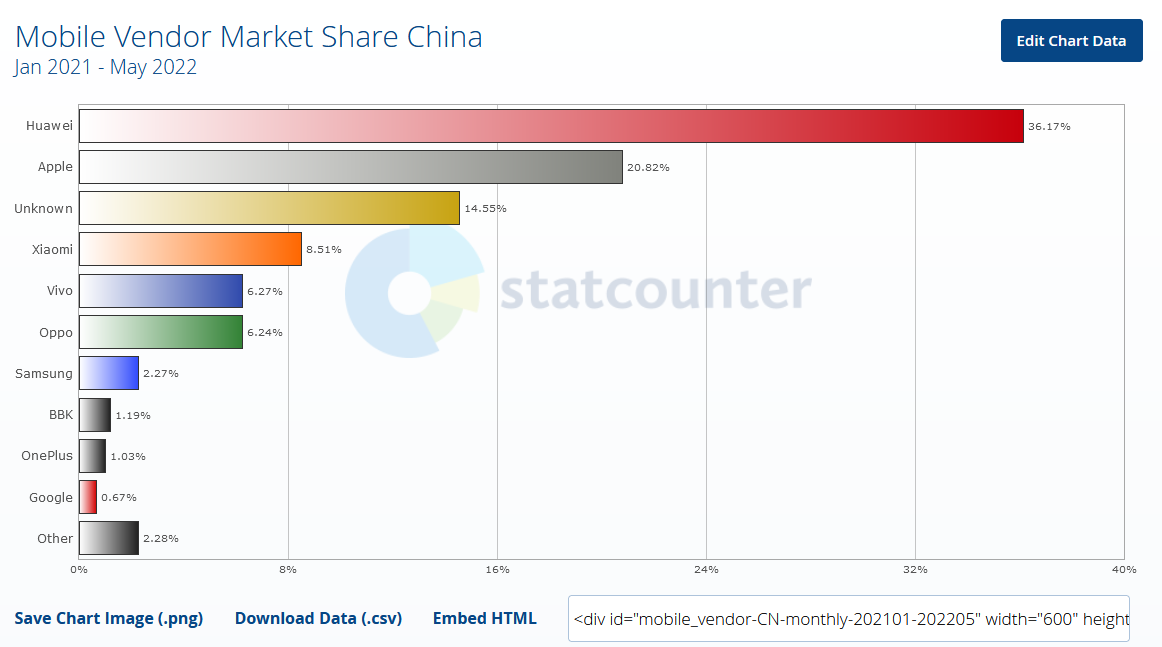 Mobile Vendor Market Share China
Jan 2021 - May 2022
Edit Chart Data
Huawei 36.17%
Apple 20.82%
Unknown 14.55%
Xiaomi 8.51%
Vivo 6.27%
Oppo 6.24%
Samsung 2.27%
BBK 1.19%
OnePlus 1.03%
Google 0.67%
Other 2.28%
statcounter
0% 8% 16% 24% 32% 40%
Save Chart Image (.png) Download Data (.csv) Embed HTML <div id="mobile_vendor-CN-monthly-202101-202205" width="600" height